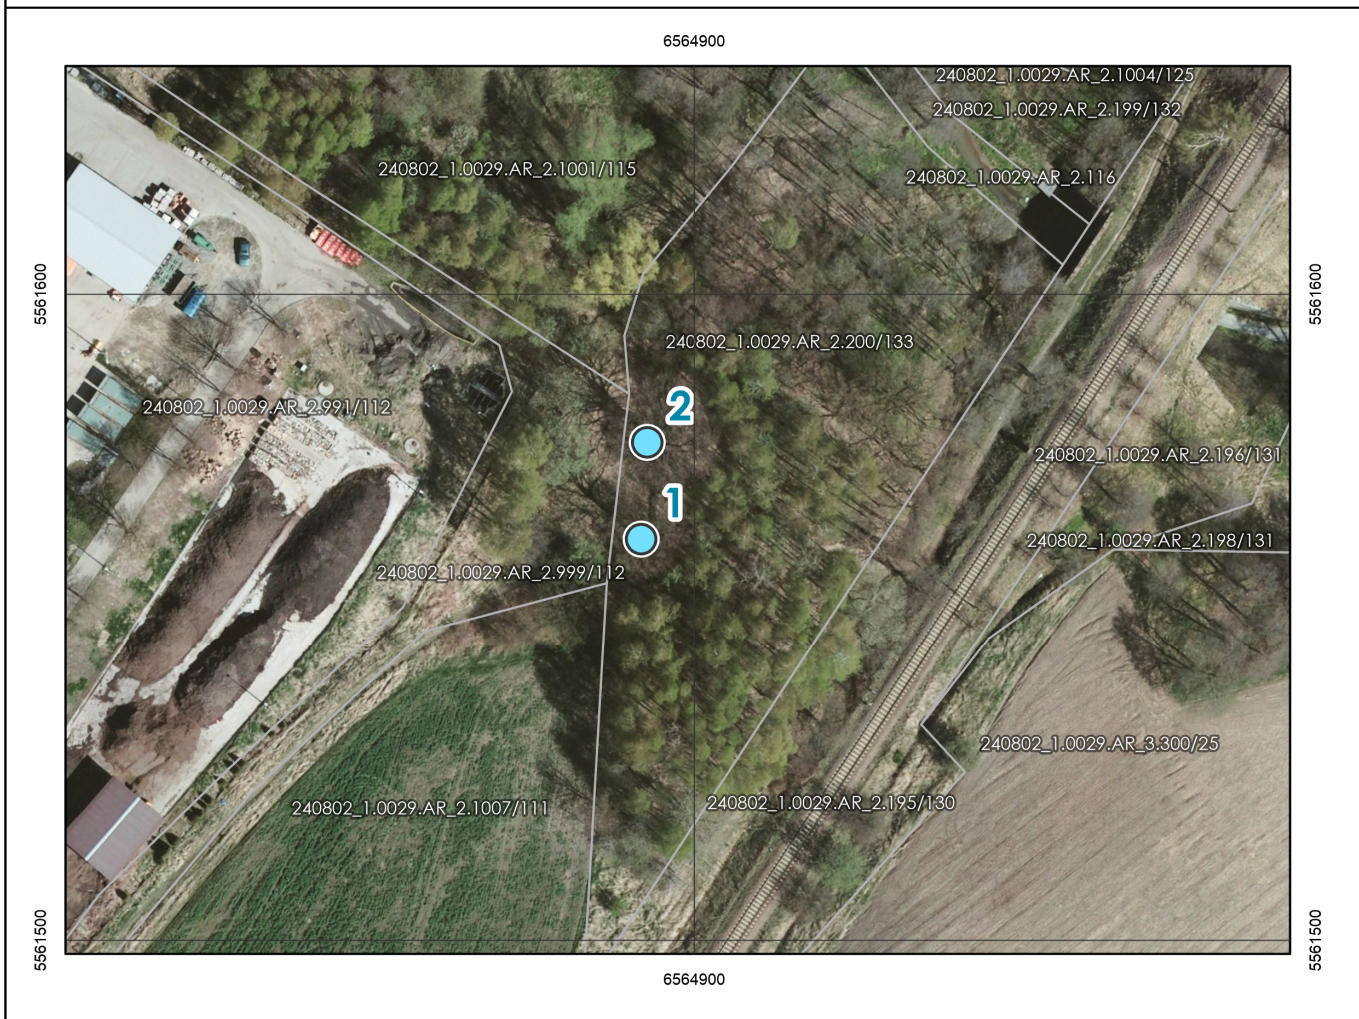 6564900
240802_1.0029.AR_2.1004/125
240802_1.0029.AR_2.199/132
240802_1.0029.AR_2.1001/115
240802_1.0029.AR_2.116
5561600
5561600
240802_1.0029.AR_2.200/133
2
240802_1.0029.AR_2.991/112
240802_1.0029.AR_2.196/131
1
240802_1.0029.AR_2.198/131
240802_1.0029.AR_2.999/112
240802_1.0029.AR_3.300/25
240802_1.0029.AR_2.195/130
240802_1.0029.AR_2.1007/111
5561500
5561500
6564900